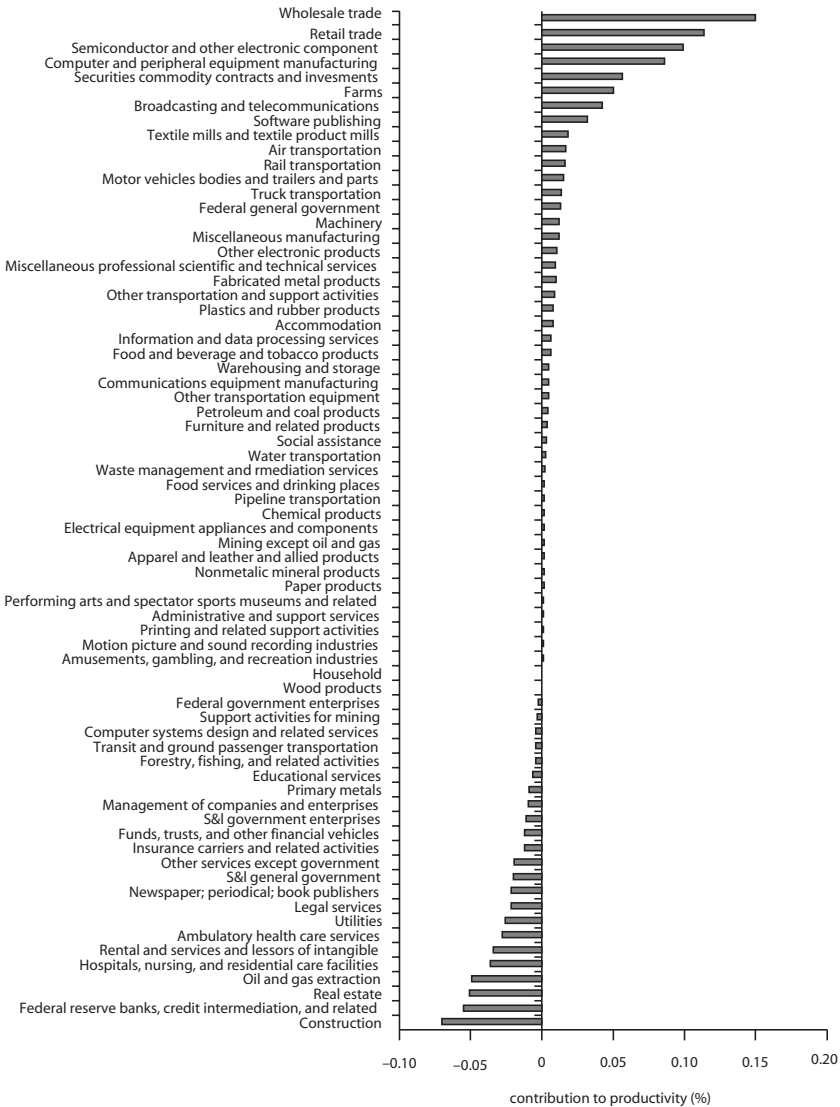 Wholesale trade
Retail trade
Semiconductor and other electronic component
Computer and peripheral equipment manufacturing
Securities commodity contracts and invesments
Farms
Broadcasting and telecommunications
Software publishing
Textile mills and textile product mills
Air transportation
Rail transportation
Motor vehicles bodies and trailers and parts
Truck transportation
Federal general government
Machinery
Miscellaneous manufacturing
Other electronic products
Miscellaneous professional scientific and technical services
Fabricated metal products
Other transportation and support activities
Plastics and rubber products
Accommodation
Information and data processing services
Food and beverage and tobacco products
Warehousing and storage
Communications equipment manufacturing
Other transportation equipment
Petroleum and coal products
Furniture and related products
Social assistance
Water transportation
Waste management and rmediation services
Food services and drinking places
Pipeline transportation
Chemical products
Electrical equipment appliances and components
Mining except oil and gas
Apparel and leather and allied products
Nonmetalic mineral products
Paper products
Performing arts and spectator sports museums and related
Administrative and support services
Printing and related support activities
Motion picture and sound recording industries
Amusements, gambling, and recreation industries
Household
Wood products
Federal government enterprises
Support activities for mining
Computer systems design and related services
Transit and ground passenger transportation
Forestry, fishing, and related activities
Educational services
Primary metals
Management of companies and enterprises
S&l government enterprises
Funds, trusts, and other financial vehicles
Insurance carriers and related activities
Other services except government
S&l general government
Newspaper; periodical; book publishers
Legal services
Utilities
Ambulatory health care services
Rental and services and lessors of intangible
Hospitals, nursing, and residential care facilities
Oil and gas extraction
Real estate
Federal reserve banks, credit intermediation, and related
Construction
−0.10 −0.05 0 0.05 0.10 0.15 0.20
contribution to productivity (%)